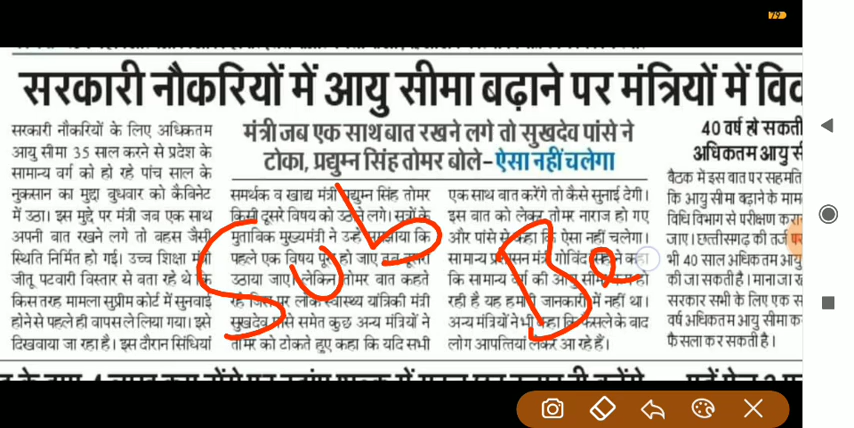 79
सरकारी नौकरियों में आयु सीमा बढ़ाने पर मंत्रियों में
मंत्री जब एक साथ बात रखने लगे तो सुखदेव पांसे ने
टोका, प्रद्युम्न सिंह तोमर बोले- ऐसा नहीं चलेगा
सरकारी नौकरियों के लिए अधिकतम
आयु सीमा 35 साल करने से प्रदेश के
सामान्य वर्ग को हो रहे पांच साल के
नुकसान का मुद्दा बुधवार को कैबिनेट
में उठा। इस मुद्दे पर मंत्री जब एक साथ
अपनी बात रखने लगे तो बहस जैसी
स्थिति निर्मित हो गई। उच्च शिक्षा मंत्री
जीतू पटवारी विस्तार से बता रहे थे कि
किस तरह मामला सुप्रीम कोर्ट में सुनवाई
होने से पहले ही वापस ले लिया गया। इसे
दिखवाया जा रहा है। इस दौरान सिंधिया
समर्थक व खाद्य मंत्री प्रद्युम्न सिंह तोमर
किसी दूसरे विषय को उठाने लगे। सूत्रों के
मुताबिक मुख्यमंत्री ने उन्हें समझाया कि
पहले एक विषय पूरा हो जाए तब दूसरा
उठाया जाए। लेकिन तोमर बात कहते
रहे जिस पर लोक स्वास्थ्य यांत्रिकी मंत्री
सुखदेव पांसे समेत कुछ अन्य मंत्रियों ने
तोमर को टोकते हुए कहा कि यदि सभी
एक साथ बात करेंगे तो कैसे सुनाई देगी।
इस बात को लेकर तोमर नाराज हो गए
और पांसे से कहा कि ऐसा नहीं चलेगा।
सामान्य प्रशासन मंत्री गोविंद सिंह ने कहा
कि सामान्य वर्ग की आयु सीमा कम हो
रही है यह हमारी जानकारी में नहीं था।
अन्य मंत्रियों ने भी कहा कि फैसले के बाद
लोग आपत्तियां लेकर आ रहे हैं।
40 वर्ष हो सकती
अधिकतम आयु
बैठक में इस बात पर सहमति
कि आयु सीमा बढ़ाने के
विधि विभाग से परीक्षण
जाए। छत्तीसगढ़ की तर्ज पर
भी 40 साल अधिकतम आयु
की जा सकती है। माना जा
सरकार सभी के लिए एक
वर्ष अधिकतम आयु सीमा
फैसला कर सकती है।